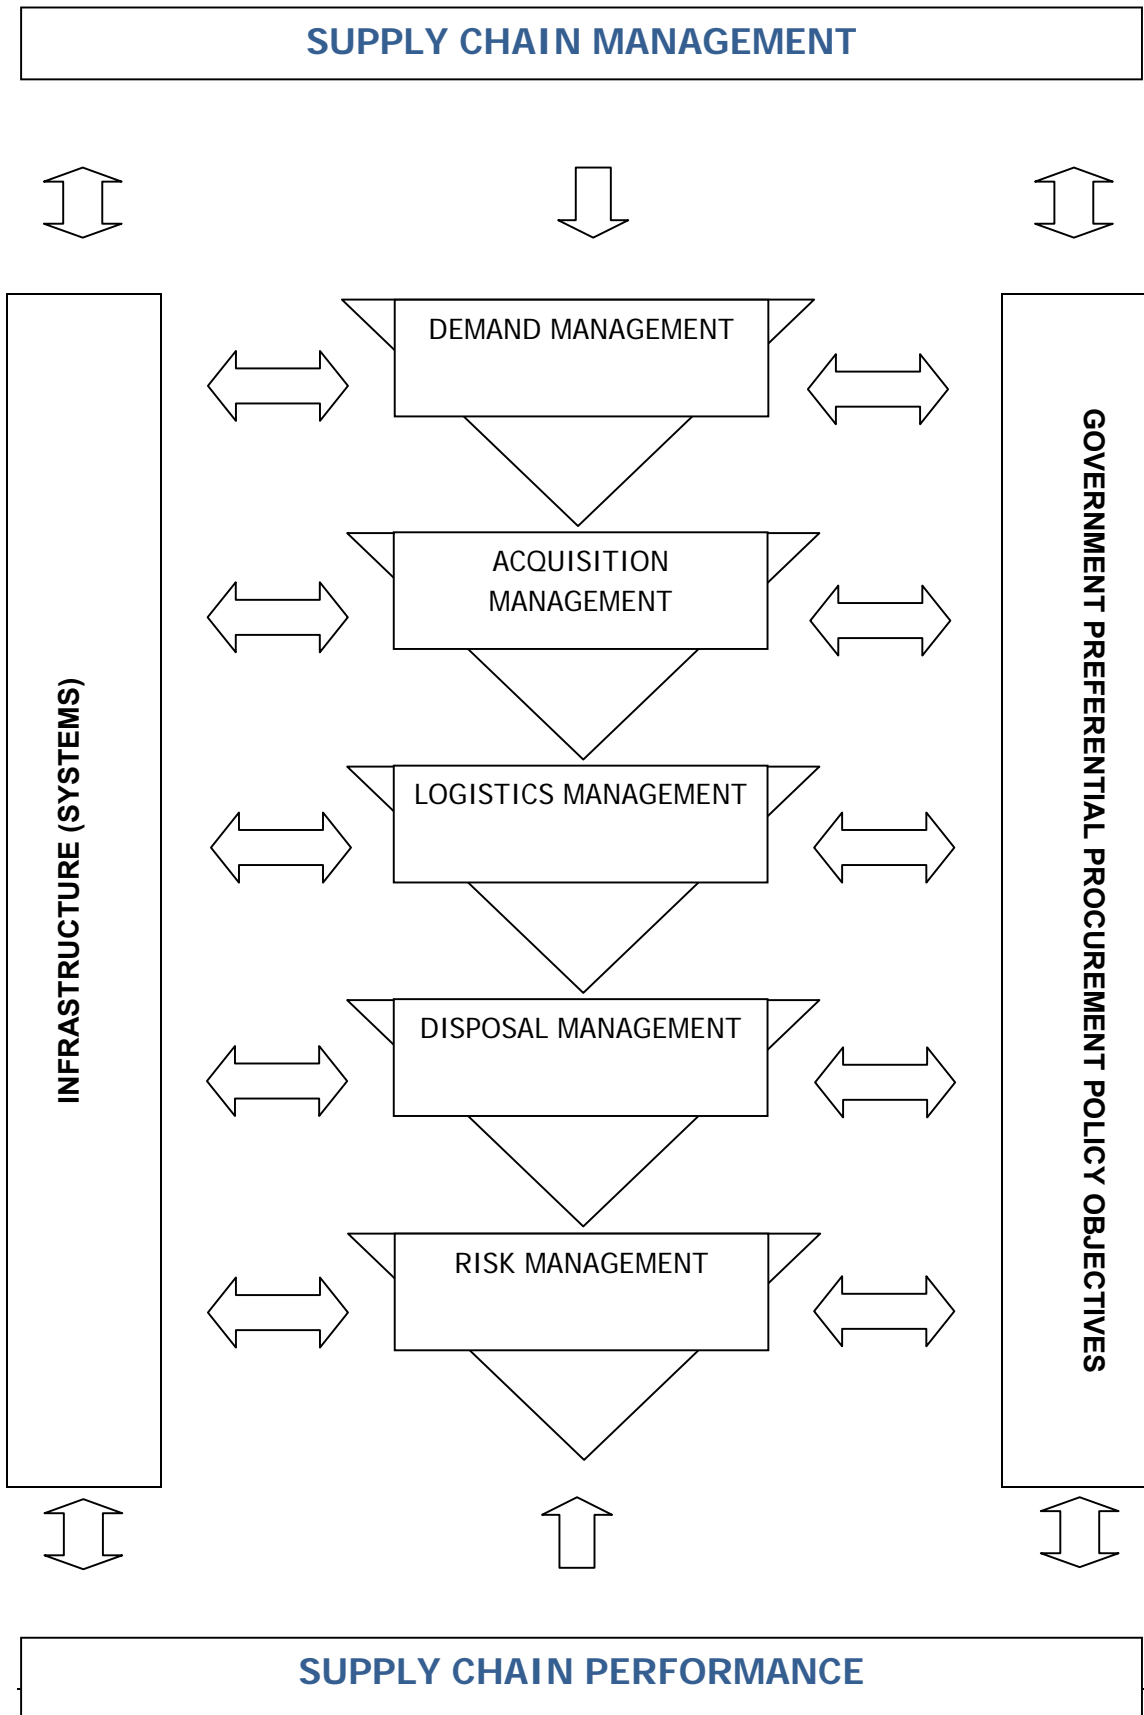 SUPPLY CHAIN MANAGEMENT
DEMAND MANAGEMENT
ACQUISITION
MANAGEMENT
LOGISTICS MANAGEMENT
DISPOSAL MANAGEMENT
RISK MANAGEMENT
INFRASTRUCTURE (SYSTEMS)
GOVERNMENT PREFERENTIAL PROCUREMENT POLICY OBJECTIVES
SUPPLY CHAIN PERFORMANCE